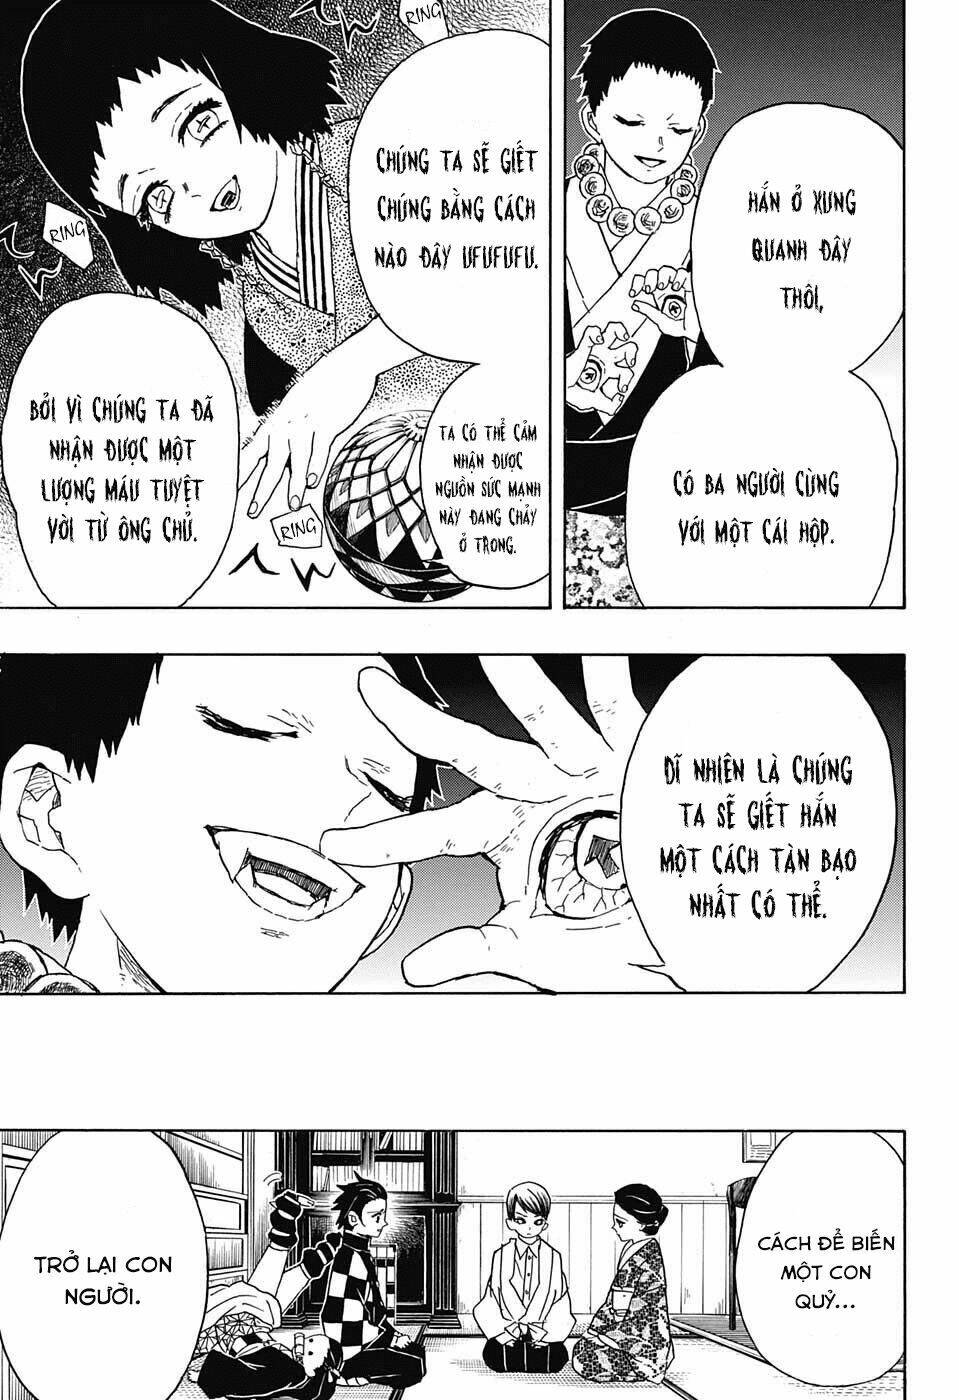 HẮN Ở XUNG
QUANH ĐÂY
THÔI,
CÓ BA NGƯỜI CÙNG
VỚI MỘT CÁI HỘP.
RING
CHÚNG TA SẼ GIẾT
CHÚNG BẰNG CÁCH
NÀO ĐÂY UFUFUFU.
RING
TA CÓ THỂ CẢM
NHẬN ĐƯỢC
NGUỒN SỨC MẠNH
NÀY ĐANG CHẢY
Ở TRONG.
BỞI VÌ CHÚNG TA ĐÃ
NHẬN ĐƯỢC MỘT
LƯỢNG MÁU TUYỆT
VỜI TỪ ÔNG CHỦ.
RING
DĨ NHIÊN LÀ CHÚNG
TA SẼ GIẾT HẮN
MỘT CÁCH TÀN BẠO
NHẤT CÓ THỂ.
CÁCH ĐỂ BIẾN
MỘT CON
QUỶ...
TRỞ LẠI CON
NGƯỜI.